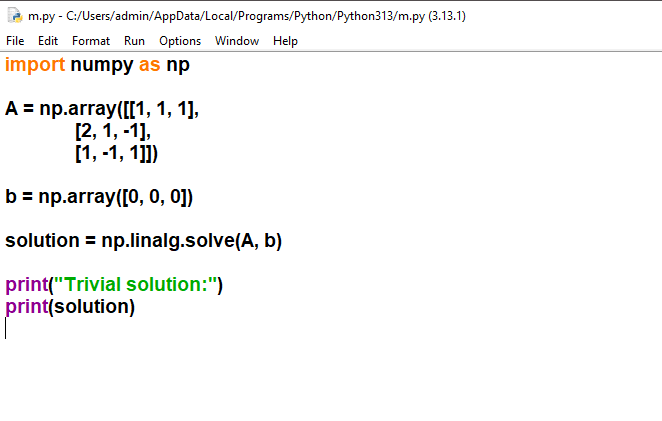 m.py - C:/Users/admin/AppData/Local/Programs/Python/Python313/m.py (3.13.1)
File Edit Format Run Options Window Help
import numpy as np
A = np.array([[1, 1, 1],
[2, 1, -1],
[1, -1, 1]])
b = np.array([0, 0, 0])
solution = np.linalg.solve(A, b)
print("Trivial solution:")
print(solution)